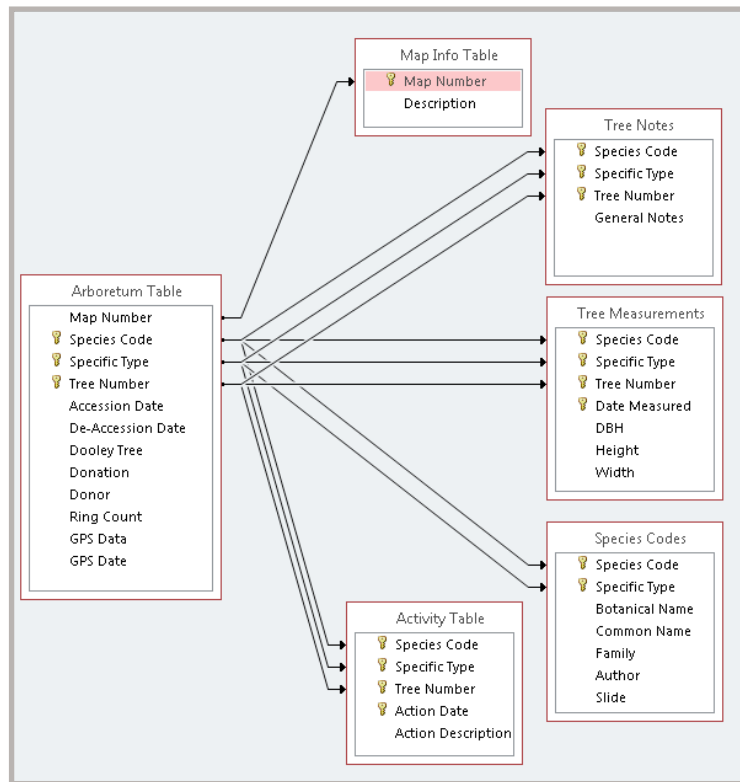 Map Info Table
Map Number
Description
Tree Notes
Species Code
Specific Type
Tree Number
General Notes
Arboretum Table
Map Number
Species Code
Specific Type
Tree Number
Accession Date
De-Accession Date
Dooley Tree
Donation
Donor
Ring Count
GPS Data
GPS Date
Tree Measurements
Species Code
Specific Type
Tree Number
Date Measured
DBH
Height
Width
Species Codes
Species Code
Specific Type
Botanical Name
Common Name
Family
Author
Slide
Activity Table
Species Code
Specific Type
Tree Number
Action Date
Action Description